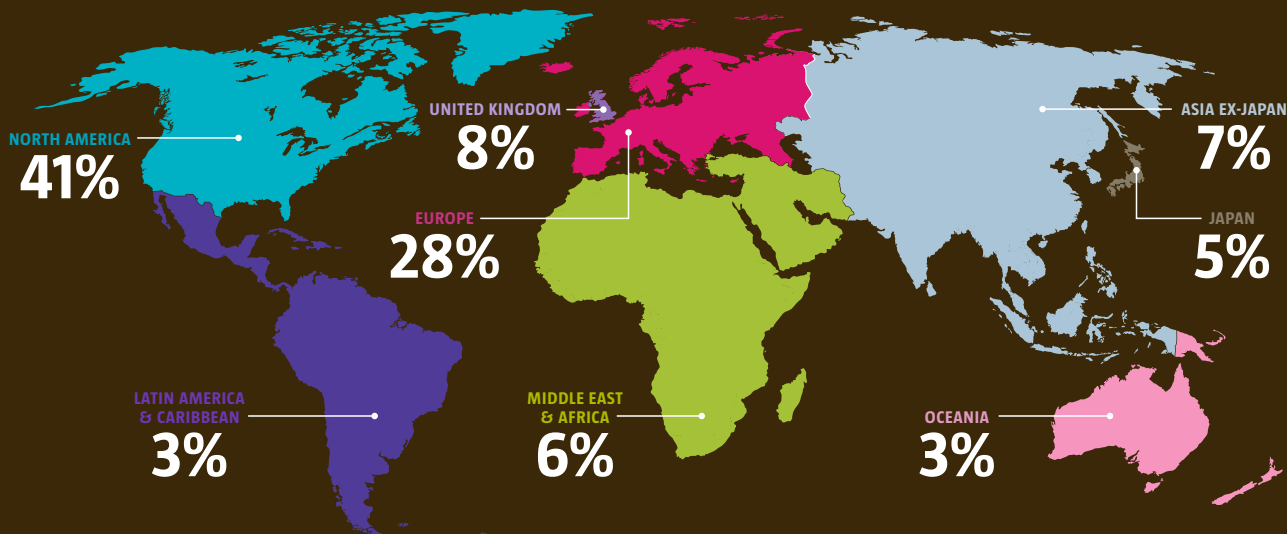 NORTH AMERICA
41%
UNITED KINGDOM
8%
EUROPE
28%
ASIA EX-JAPAN
7%
JAPAN
5%
LATIN AMERICA
& CARIBBEAN
3%
MIDDLE EAST
& AFRICA
6%
OCEANIA
3%